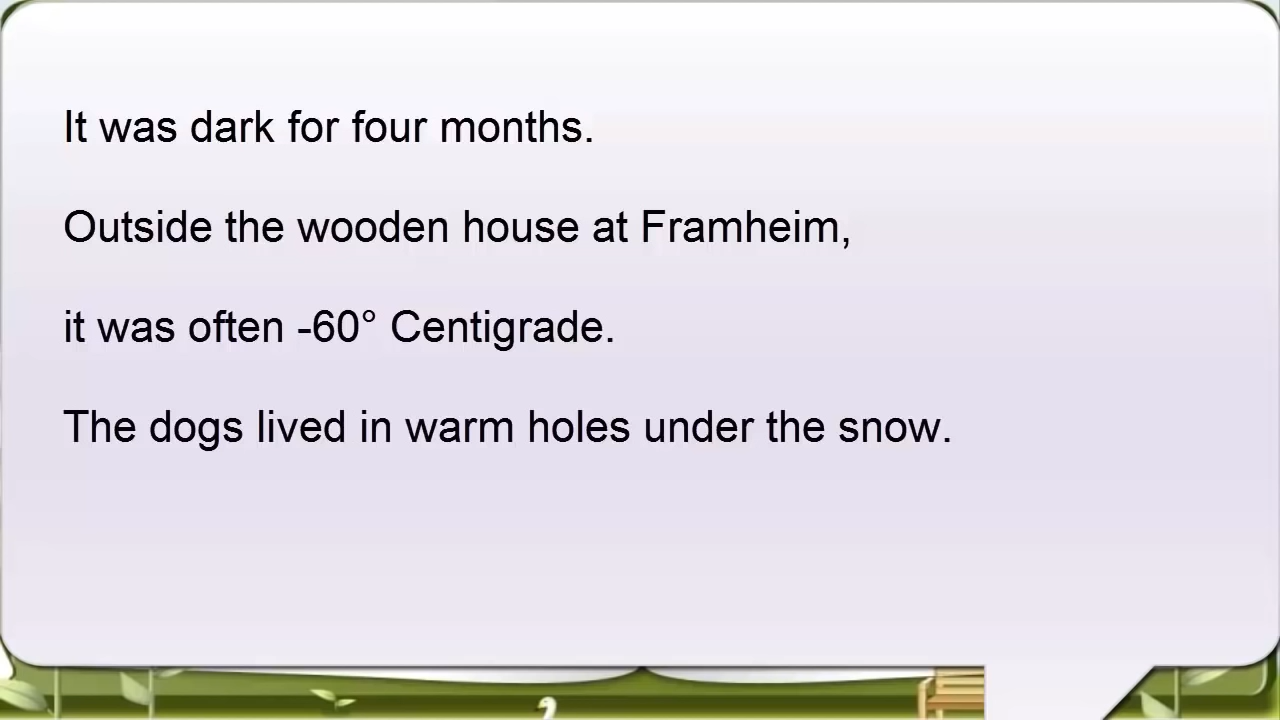 It was dark for four months.
Outside the wooden house at Framheim,
it was often -60° Centigrade.
The dogs lived in warm holes under the snow.